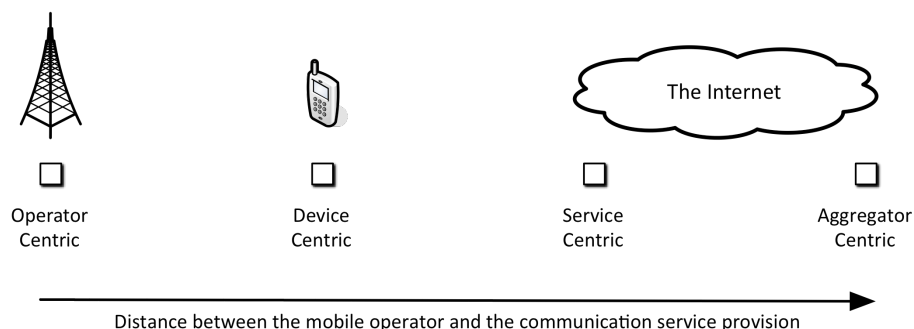 The Internet
Operator
Centric
Device
Centric
Service
Centric
Aggregator
Centric
Distance between the mobile operator and the communication service provision